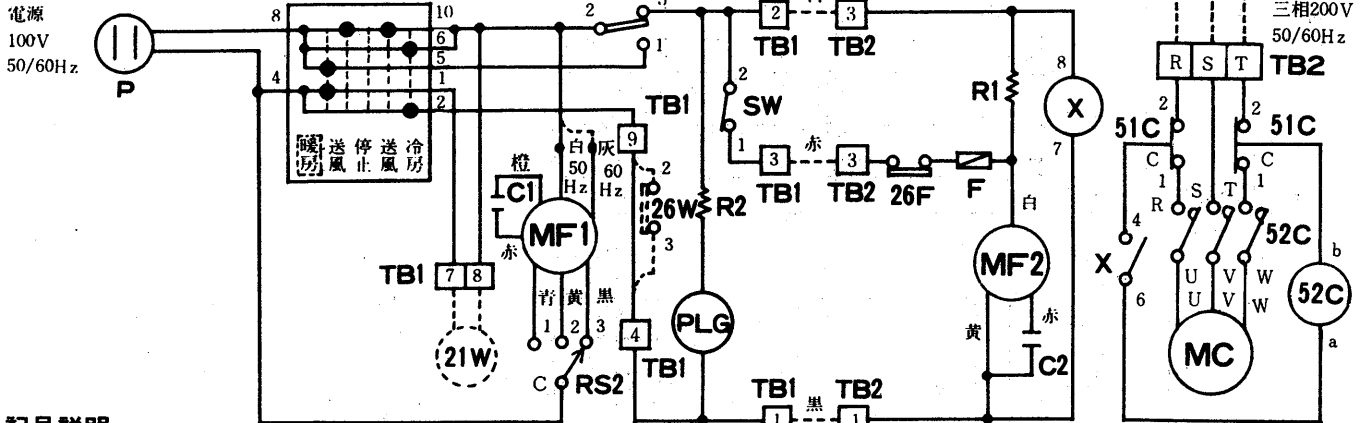 電源
100V
50/60Hz
P
8
4
10
6
5
1
2
暖房
送風
停止
送風
冷房
2
1
TB1
9
2
26W
3
4
TB1
橙
C1
赤
白
50
Hz
灰
60
Hz
MF1
青
黄
黒
1
2
3
C
RS2
TB1
7
8
21W
R2
PLG
2
3
TB1
TB2
2
SW
1
3
赤
3
TB1
TB2
26F
F
R1
8
X
7
白
MF2
黄
赤
C2
TB1
TB2
1
黒
1
三相200V
50/60Hz
R
S
T
TB2
2
2
51C
51C
C
C
1
1
S
T
R
52C
4
X
6
U
V
W
U
V
W
MC
b
52C
a
記号説明